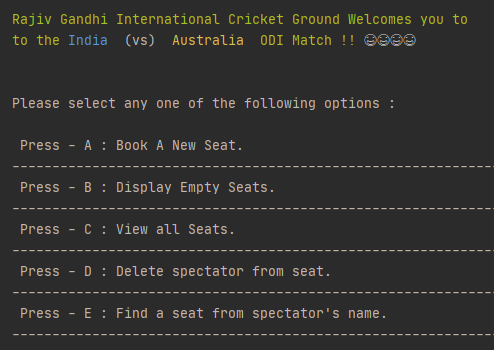 Rajiv Gandhi International Cricket Ground Welcomes you to
to the India (vs) Australia ODI Match !! 😄😄😄😄
Please select any one of the following options :
Press - A : Book A New Seat.
--------------------------------------------------------------
Press - B : Display Empty Seats.
--------------------------------------------------------------
Press - C : View all Seats.
--------------------------------------------------------------
Press - D : Delete spectator from seat.
--------------------------------------------------------------
Press - E : Find a seat from spectator's name.
--------------------------------------------------------------